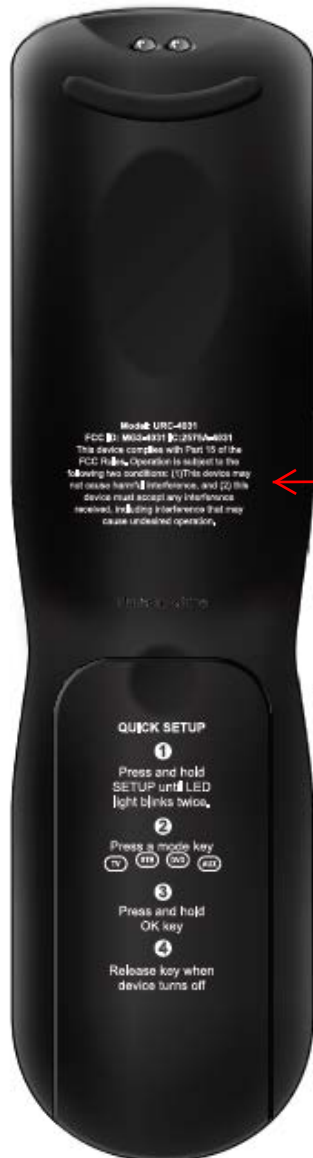 Model: URC-4031
FCC ID: MG3-4031 IC:2575A-4031
This device complies with Part 15 of the
FCC Rules. Operation is subject to the
following two conditions: (1)This device may
not cause harmful interference, and (2) this
device must accept any interference
received, including interference that may
cause undesired operation.
QUICK SETUP
1
Press and hold
SETUP until LED
light blinks twice.
2
Press a mode key
TV STB DVD AUX
3
Press and hold
OK key
4
Release key when
device turns off